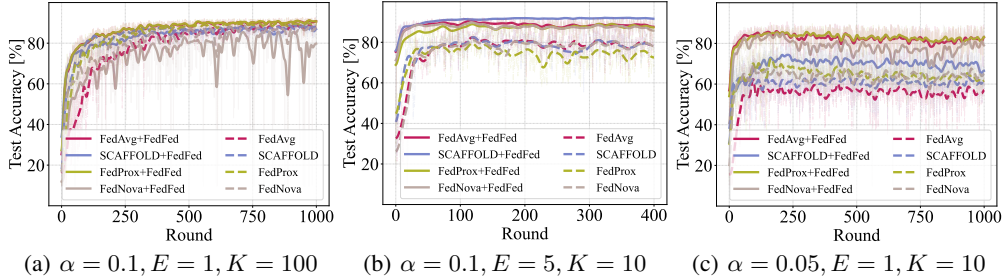 Test Accuracy [%]
80
60
40
20
FedAvg+FedFed
SCAFFOLD+FedFed
FedProx+FedFed
FedNova+FedFed
FedAvg
SCAFFOLD
FedProx
FedNova
0 250 500 750 1000
Round
(a) α = 0.1, E = 1, K = 100
Test Accuracy [%]
100
80
60
40
20
FedAvg+FedFed
SCAFFOLD+FedFed
FedProx+FedFed
FedNova+FedFed
FedAvg
SCAFFOLD
FedProx
FedNova
0 100 200 300 400
Round
(b) α = 0.1, E = 5, K = 10
Test Accuracy [%]
80
60
40
20
FedAvg+FedFed
SCAFFOLD+FedFed
FedProx+FedFed
FedNova+FedFed
FedAvg
SCAFFOLD
FedProx
FedNova
0 250 500 750 1000
Round
(c) α = 0.05, E = 1, K = 10